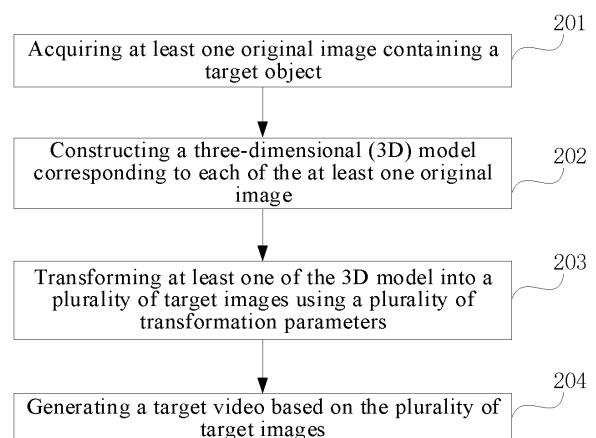 201
Acquiring at least one original image containing a
target object
202
Constructing a three-dimensional (3D) model
corresponding to each of the at least one original
image
203
Transforming at least one of the 3D model into a
plurality of target images using a plurality of
transformation parameters
204
Generating a target video based on the plurality of
target images